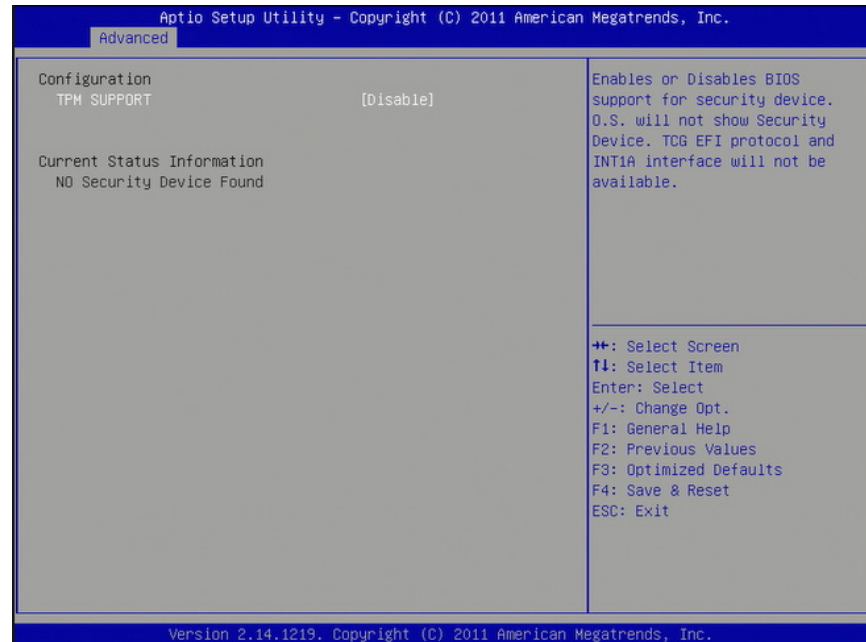 Aptio Setup Utility – Copyright (C) 2011 American Megatrends, Inc.
Advanced
Configuration
TPM SUPPORT [Disable]
Current Status Information
NO Security Device Found
Enables or Disables BIOS
support for security device.
O.S. will not show Security
Device. TCG EFI protocol and
INT1A interface will not be
available.
→←: Select Screen
↑↓: Select Item
Enter: Select
+/-: Change Opt.
F1: General Help
F2: Previous Values
F3: Optimized Defaults
F4: Save & Reset
ESC: Exit
Version 2.14.1219. Copyright (C) 2011 American Megatrends, Inc.